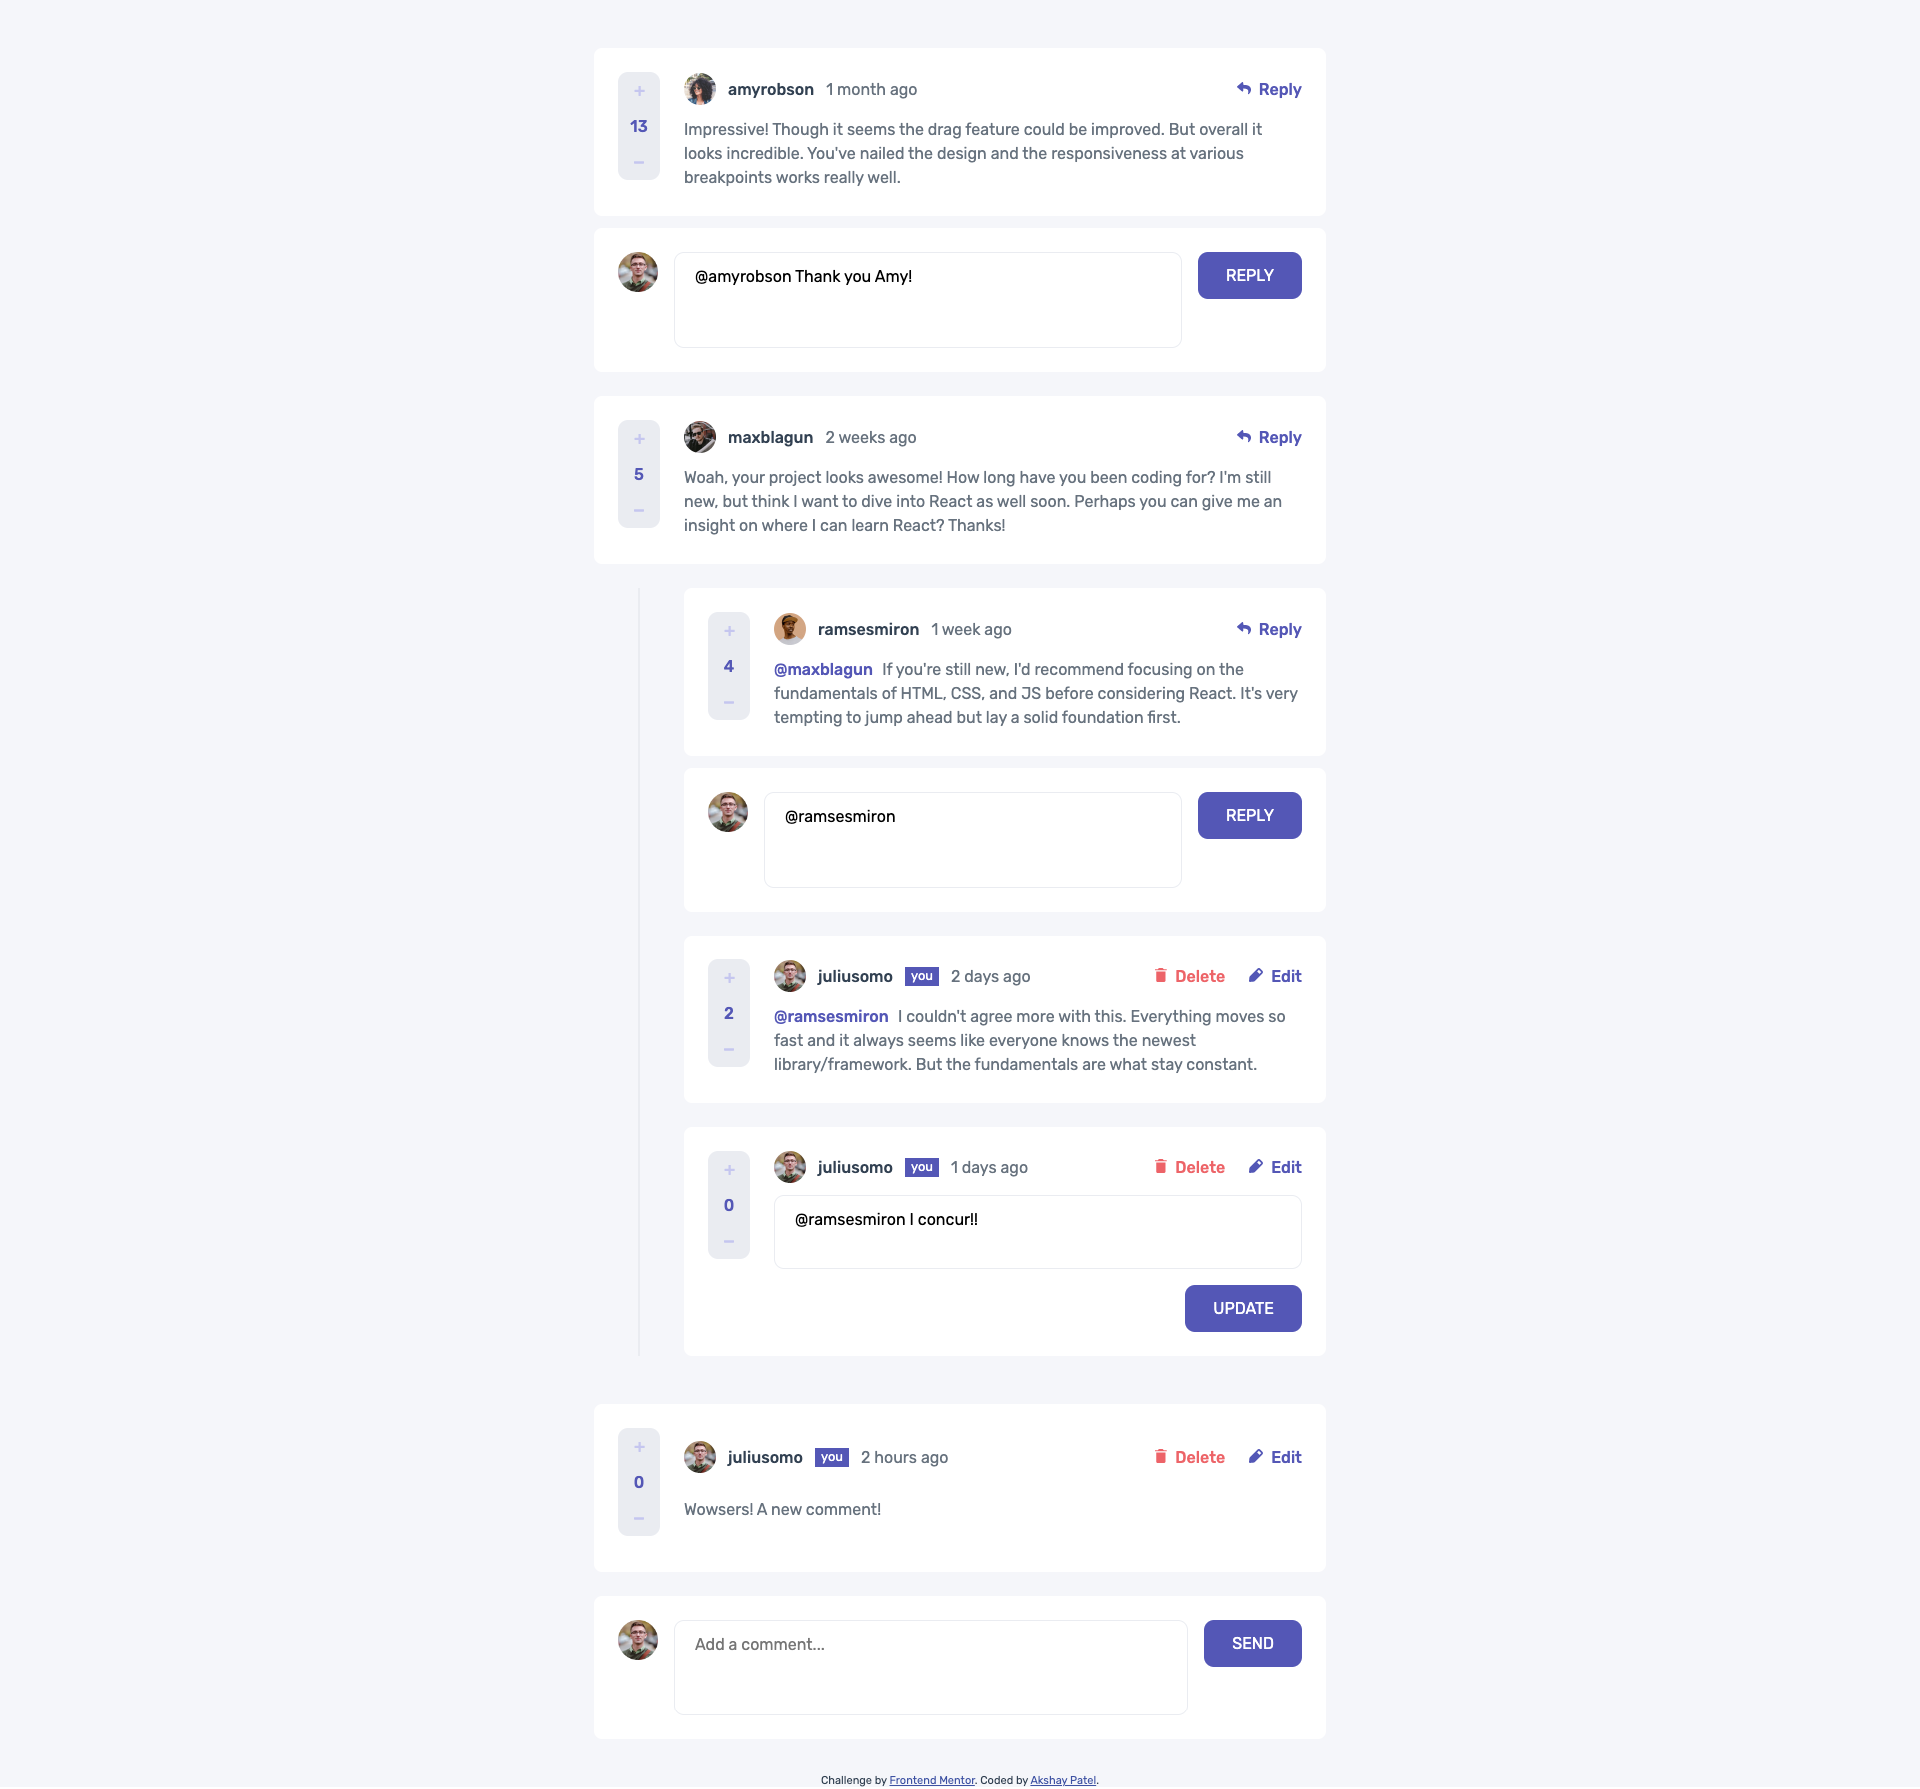 +
13
−
amyrobson 1 month ago Reply
Impressive! Though it seems the drag feature could be improved. But overall it
looks incredible. You've nailed the design and the responsiveness at various
breakpoints works really well.
@amyrobson Thank you Amy!
REPLY
+
5
−
maxblagun 2 weeks ago Reply
Woah, your project looks awesome! How long have you been coding for? I'm still
new, but think I want to dive into React as well soon. Perhaps you can give me an
insight on where I can learn React? Thanks!
+
4
−
ramsesmiron 1 week ago Reply
@maxblagun If you're still new, I'd recommend focusing on the
fundamentals of HTML, CSS, and JS before considering React. It's very
tempting to jump ahead but lay a solid foundation first.
@ramsesmiron
REPLY
+
2
−
juliusomo you 2 days ago Delete Edit
@ramsesmiron I couldn't agree more with this. Everything moves so
fast and it always seems like everyone knows the newest
library/framework. But the fundamentals are what stay constant.
+
0
−
juliusomo you 1 days ago Delete Edit
@ramsesmiron I concur!!
UPDATE
+
0
−
juliusomo you 2 hours ago Delete Edit
Wowsers! A new comment!
Add a comment...
SEND
Challenge by Frontend Mentor. Coded by Akshay Patel.